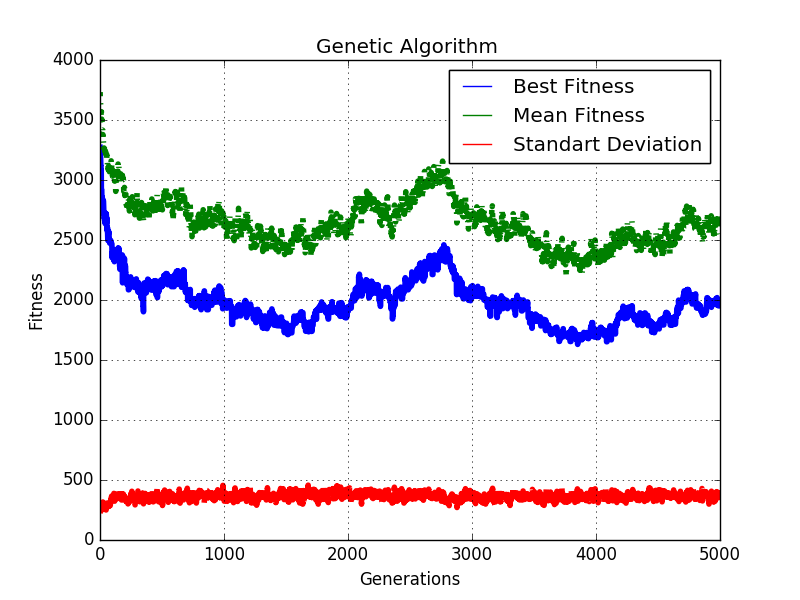 Genetic Algorithm
4000
3500
3000
2500
2000
1500
1000
500
0
Fitness
Best Fitness
Mean Fitness
Standart Deviation
0 1000 2000 3000 4000 5000
Generations